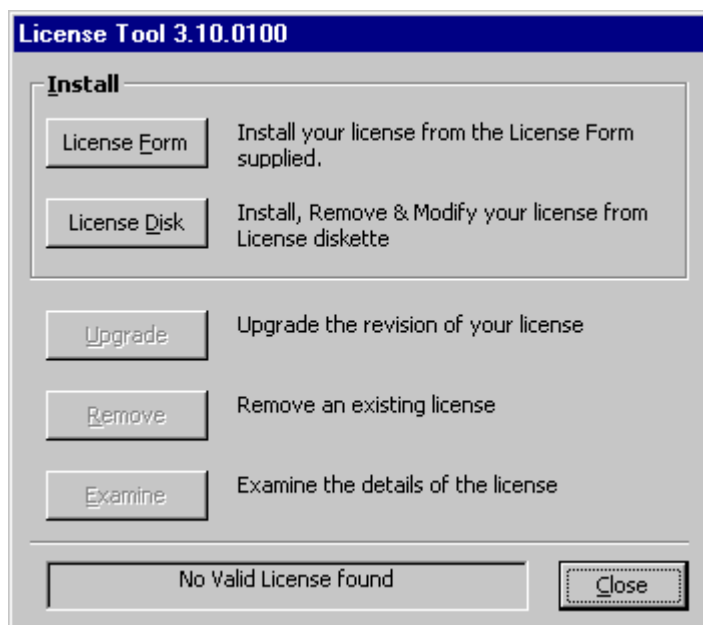 License Tool 3.10.0100
Install
License Form
Install your license from the License Form
supplied.
License Disk
Install, Remove & Modify your license from
License diskette
Upgrade
Upgrade the revision of your license
Remove
Remove an existing license
Examine
Examine the details of the license
No Valid License found
Close